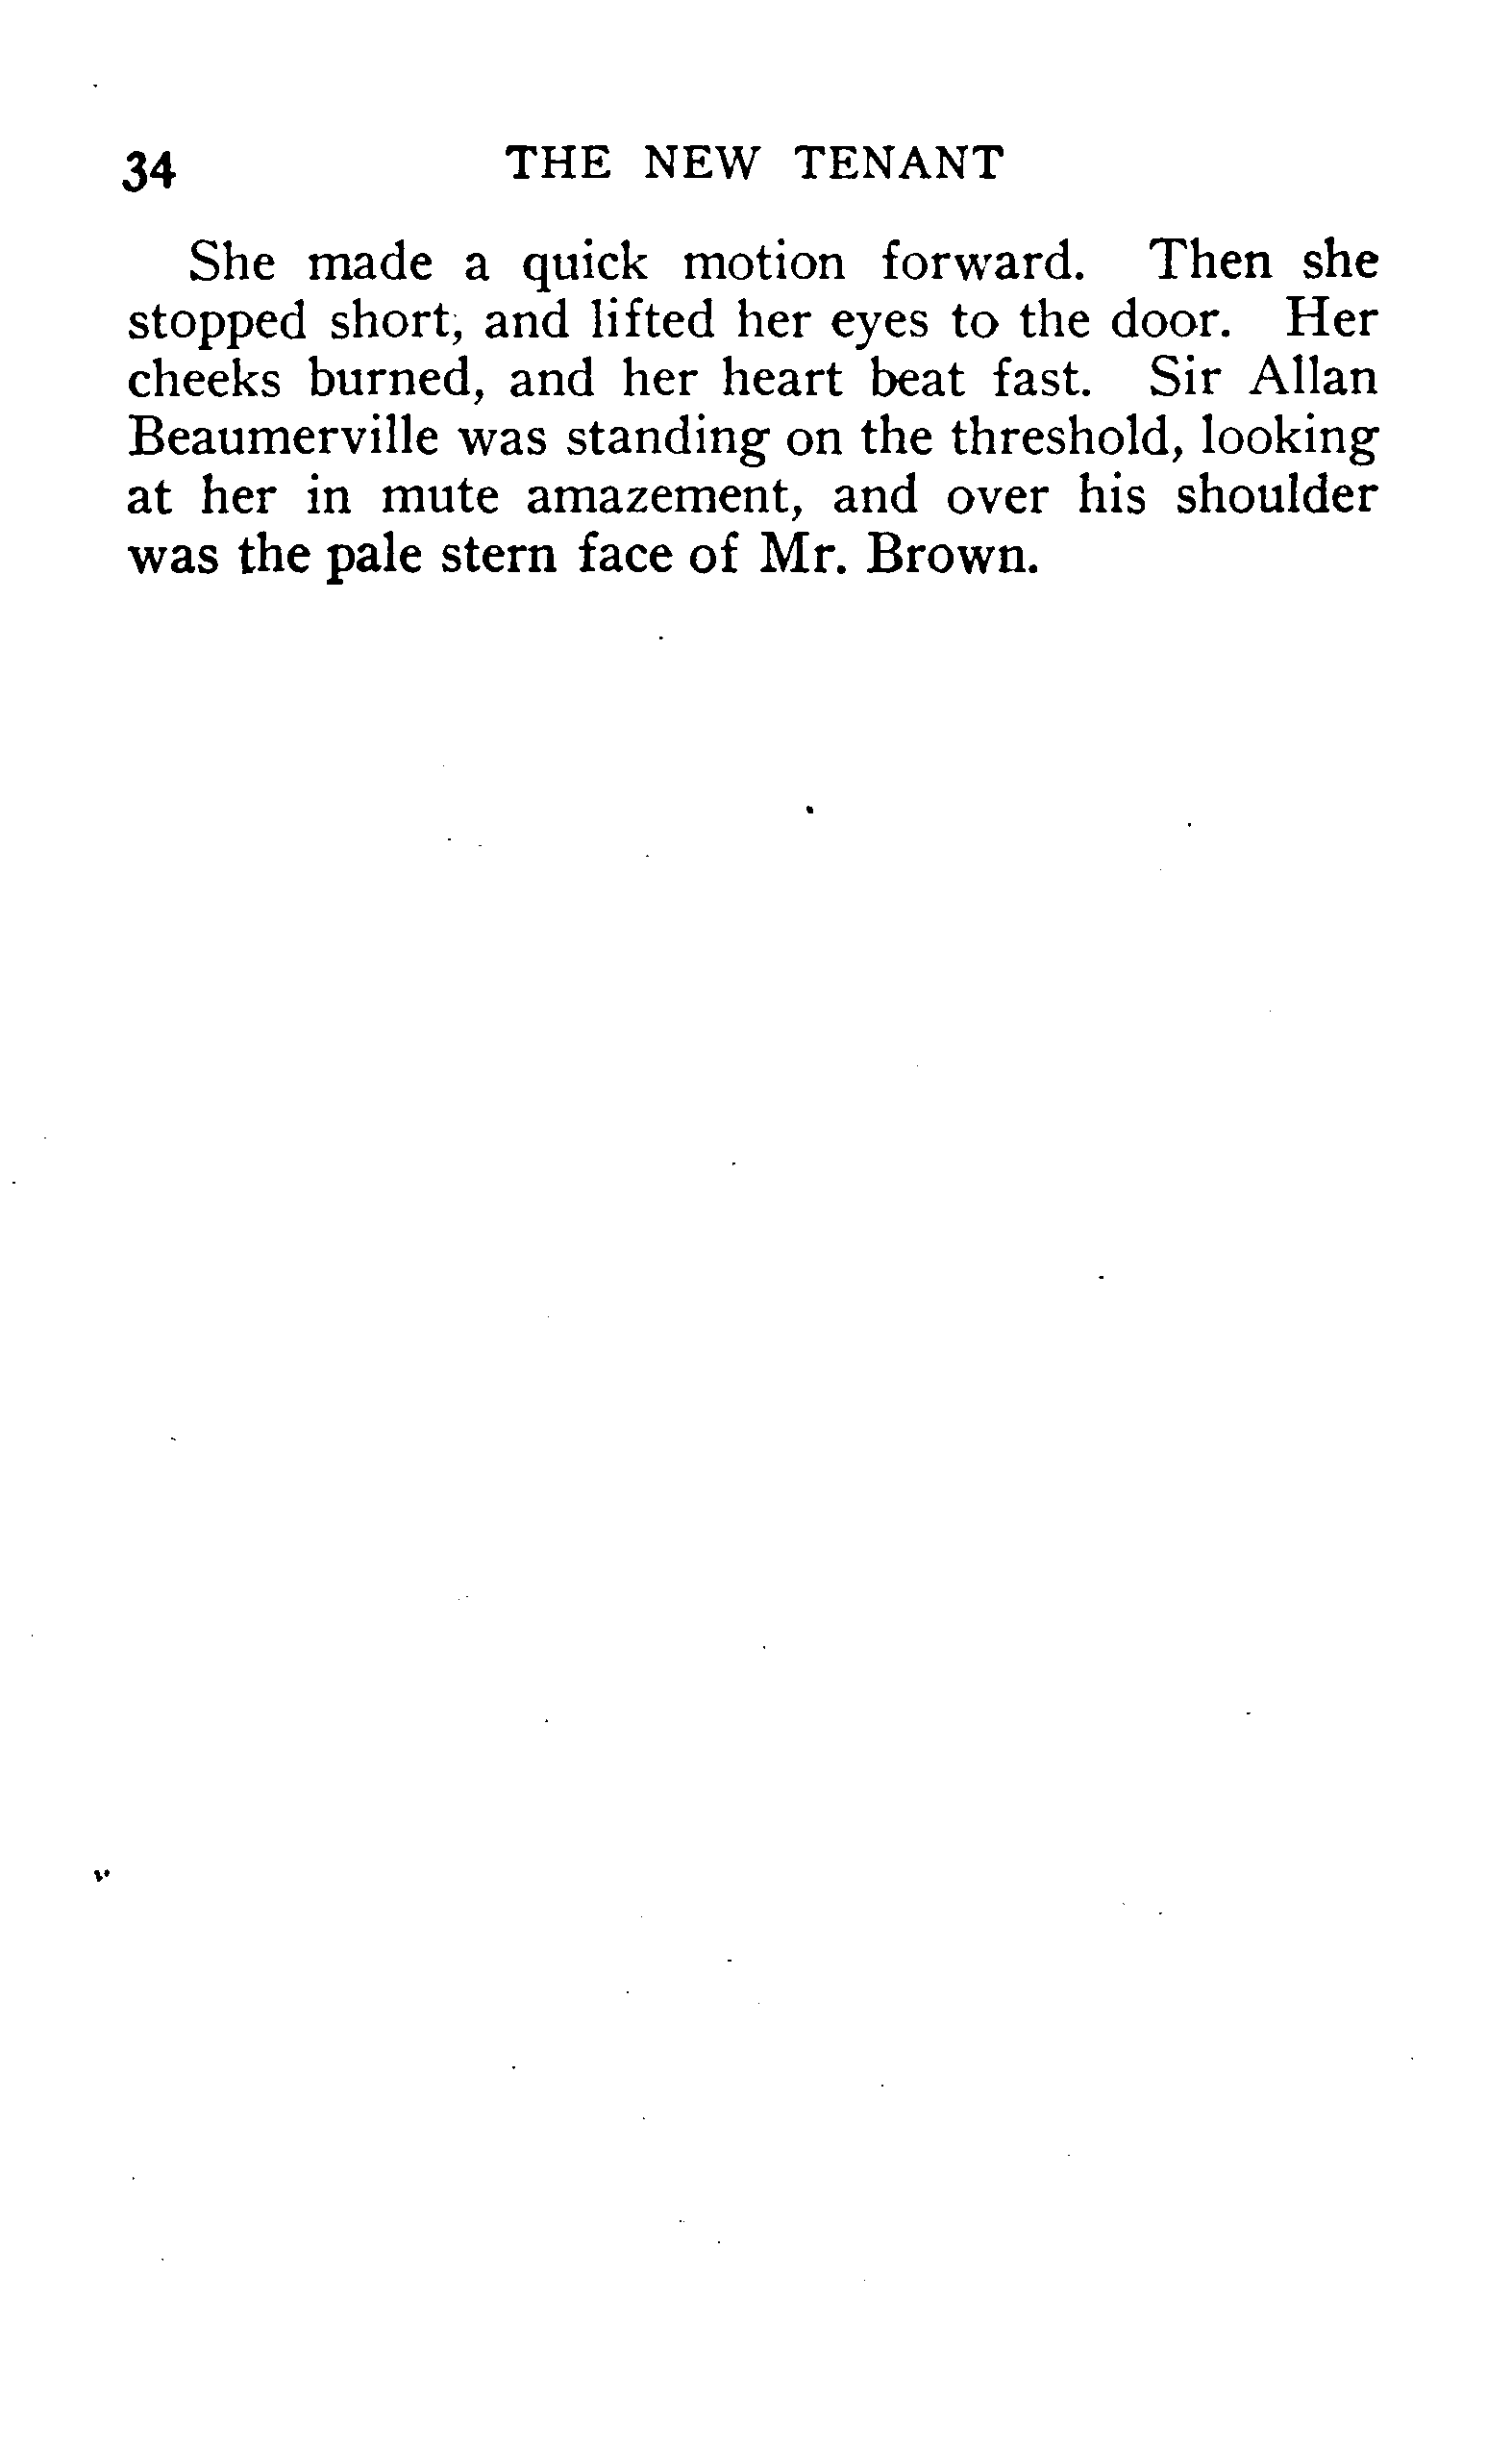 34 THE NEW TENANT
She made a quick motion forward. Then she
stopped short, and lifted her eyes to the door. Her
cheeks burned, and her heart beat fast. Sir Allan
Beaumerville was standing on the threshold, looking
at her in mute amazement, and over his shoulder
was the pale stern face of Mr. Brown.